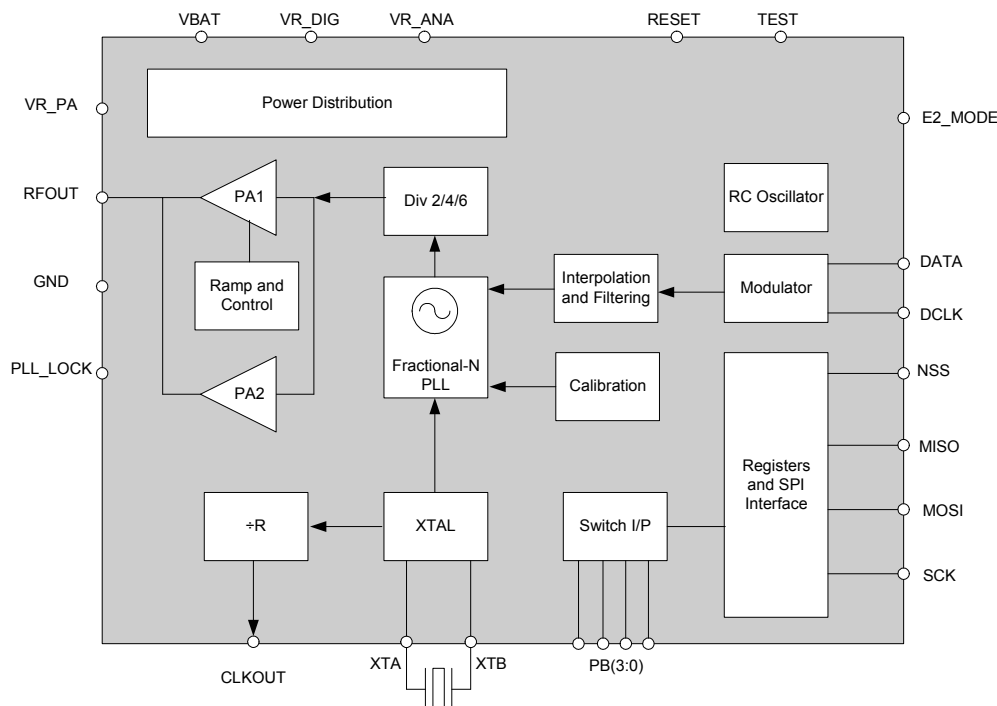 VBAT
VR_DIG
VR_ANA
RESET
TEST
VR_PA
Power Distribution
E2_MODE
RFOUT
PA1
Div 2/4/6
RC Oscillator
GND
Ramp and
Control
Fractional-N
PLL
Interpolation
and Filtering
Modulator
DATA
DCLK
PLL_LOCK
PA2
Calibration
NSS
MISO
Registers
and SPI
Interface
MOSI
SCK
÷R
XTAL
Switch I/P
CLKOUT
XTA
XTB
PB(3:0)